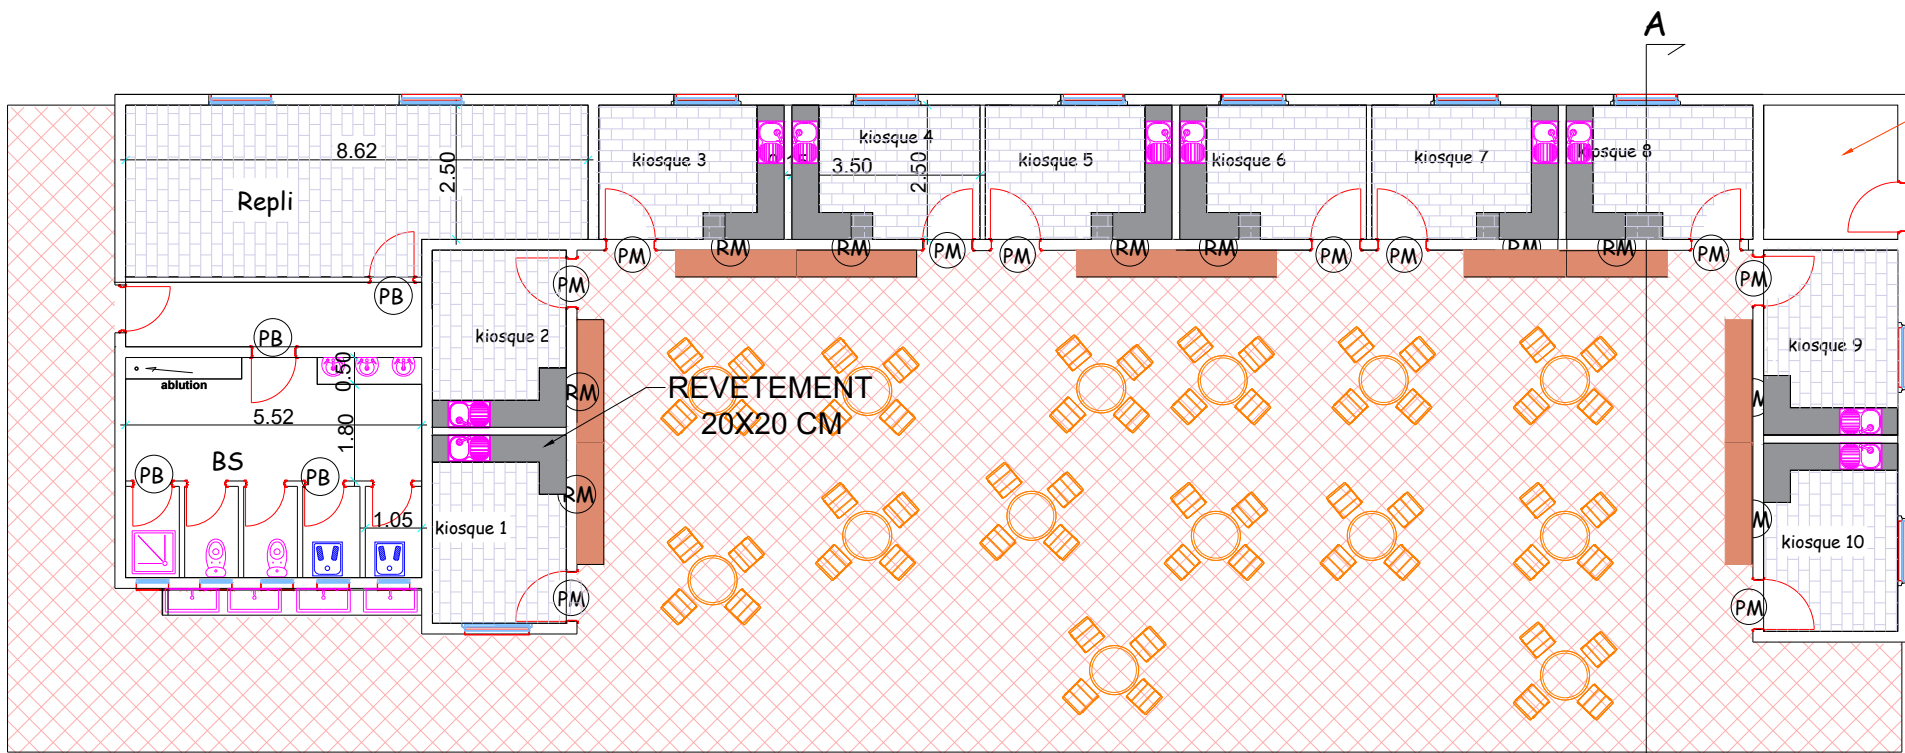 A
kiosque 3
kiosque 4
kiosque 5
kiosque 6
kiosque 7
kiosque 8
8.62
2.50
3.50
2.50
Repli
PM
RM
RM
PM
PM
RM
RM
PM
PM
RM
RM
PM
PB
PM
PM
PB
kiosque 2
kiosque 9
ablution
0.50
5.52
1.80
RM
REVETEMENT
20X20 CM
BS
PB
PB
RM
1.05
kiosque 1
kiosque 10
PM
PM